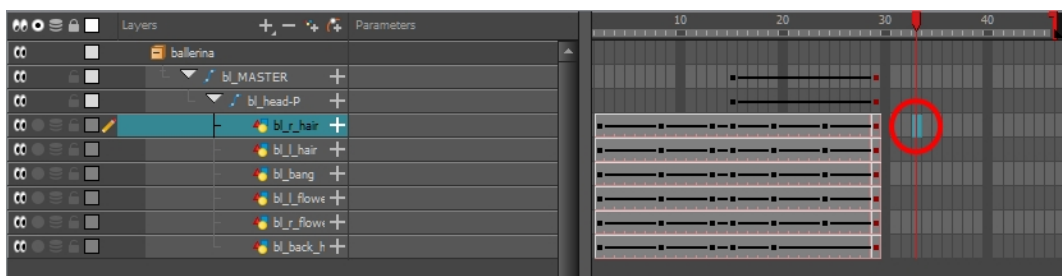 Layers Parameters 10 20 30 40
ballerina
bl_MASTER
bl_head-P
bl_r_hair
bl_l_hair
bl_bang
bl_l_flowe
bl_r_flowe
bl_back_h